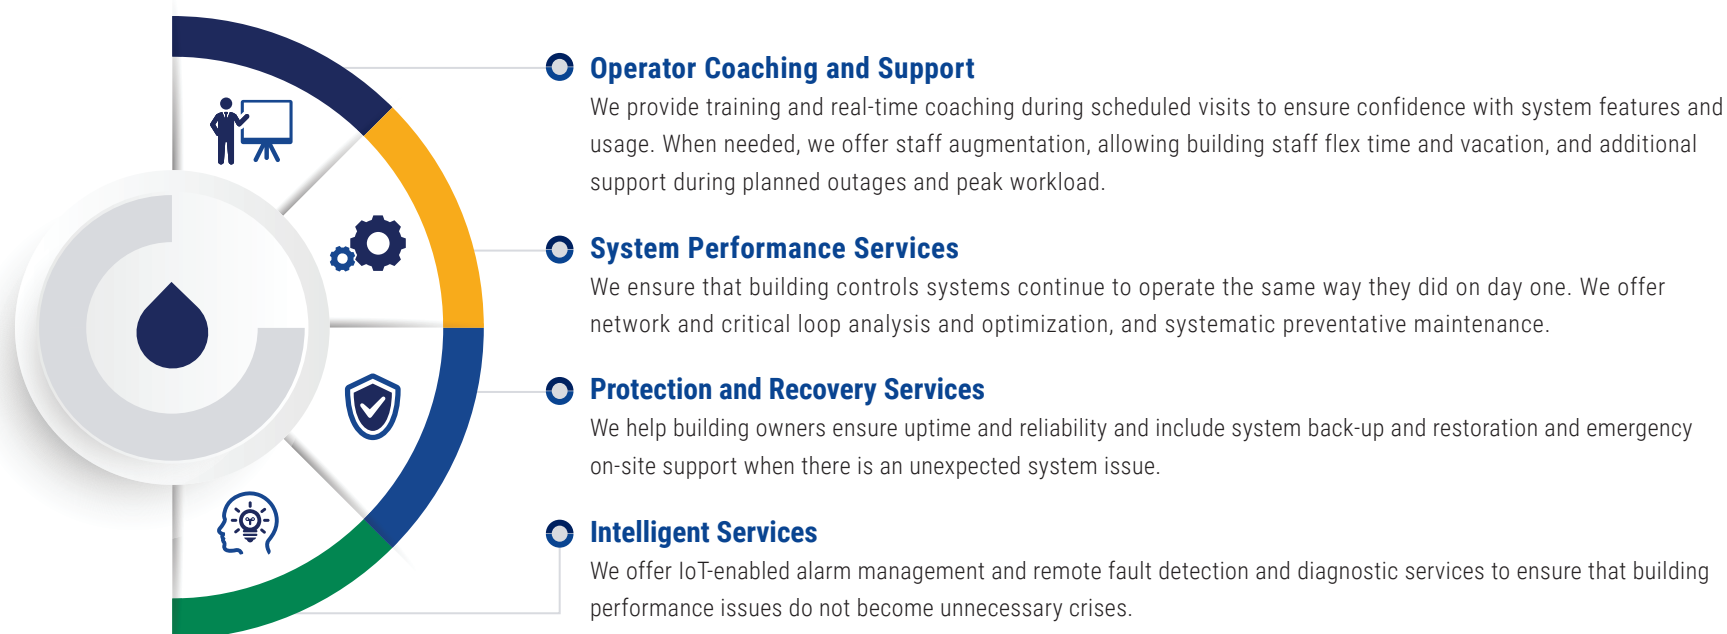 Operator Coaching and Support
We provide training and real-time coaching during scheduled visits to ensure confidence with system features and
usage. When needed, we offer staff augmentation, allowing building staff flex time and vacation, and additional
support during planned outages and peak workload.
System Performance Services
We ensure that building controls systems continue to operate the same way they did on day one. We offer
network and critical loop analysis and optimization, and systematic preventative maintenance.
Protection and Recovery Services
We help building owners ensure uptime and reliability and include system back-up and restoration and emergency
on-site support when there is an unexpected system issue.
Intelligent Services
We offer IoT-enabled alarm management and remote fault detection and diagnostic services to ensure that building
performance issues do not become unnecessary crises.